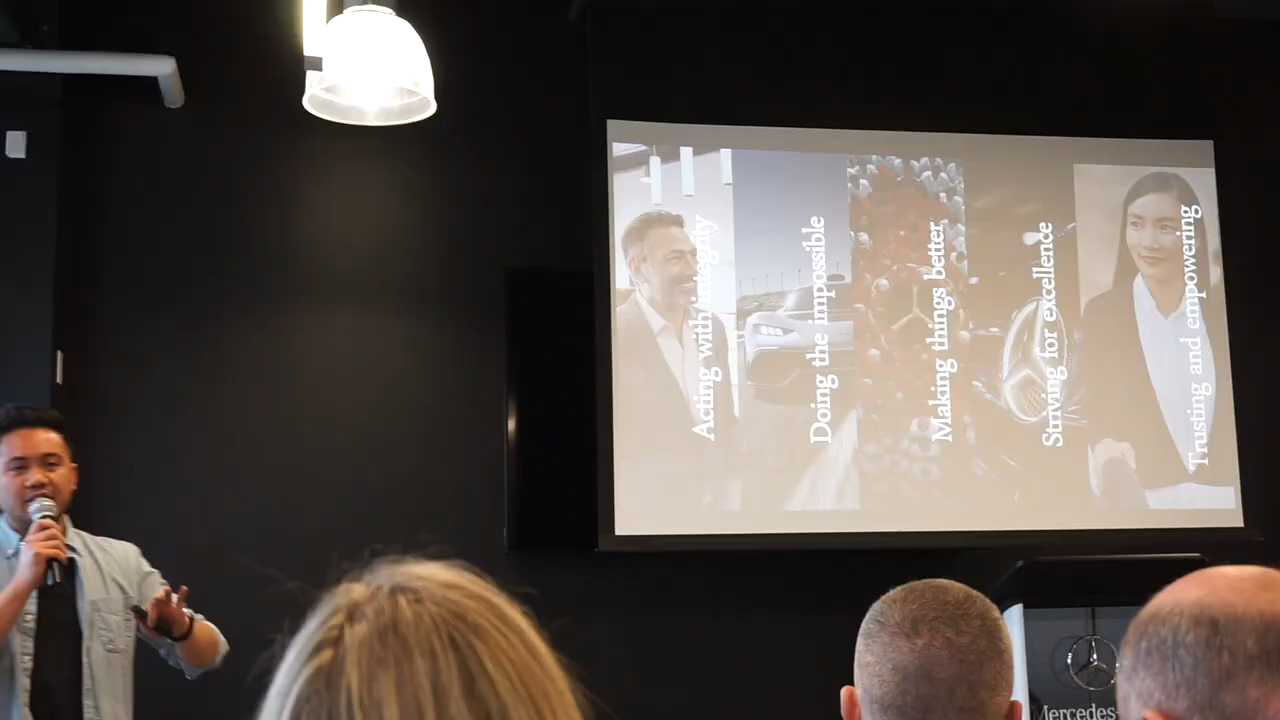 Acting with integrity
Doing the impossible
Making things better
Striving for excellence
Trusting and empowering
Mercedes-